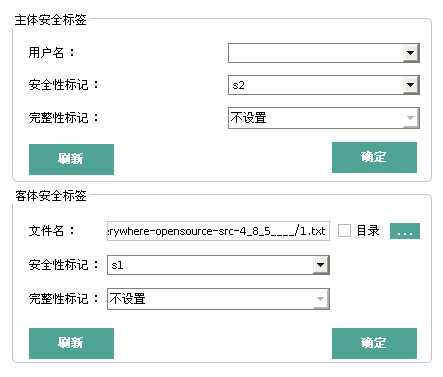 主体安全标签
用户名：
安全性标记： s2
完整性标记： 不设置
刷新 确定
客体安全标签
文件名： erywhere-opensource-src-4_8_5____/1.txt 目录 ...
安全性标记： s1
完整性标记： 不设置
刷新 确定